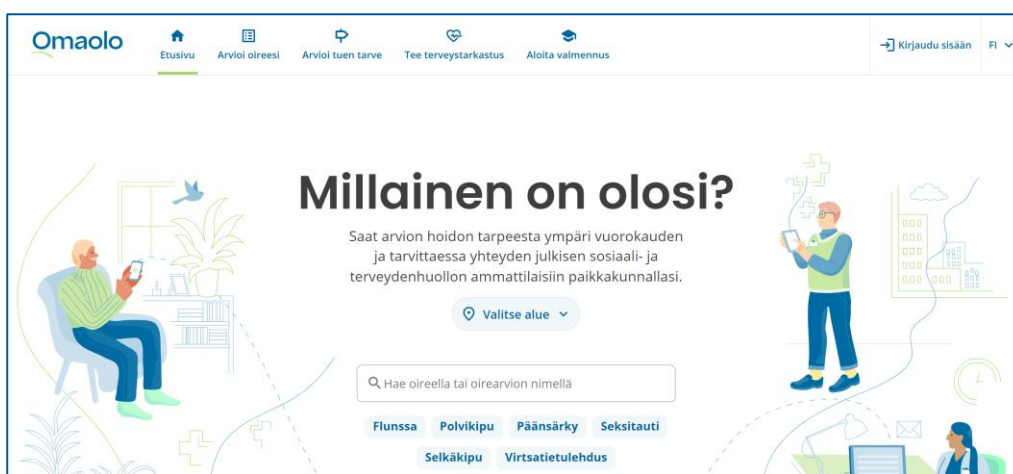 Omaolo
Etusivu
Arvioi oireesi
Arvioi tuen tarve
Tee terveystarkastus
Aloita valmennus
Kirjaudu sisään
FI
Millainen on olosi?
Saat arvion hoidon tarpeesta ympäri vuorokauden
ja tarvittaessa yhteyden julkisen sosiaali- ja
terveydenhuollon ammattilaisiin paikkakunnallasi.
Valitse alue
Hae oireella tai oirearvion nimellä
Flunssa Polvikipu Päänsärky Seksitauti
Selkäkipu Virtsatietulehdus